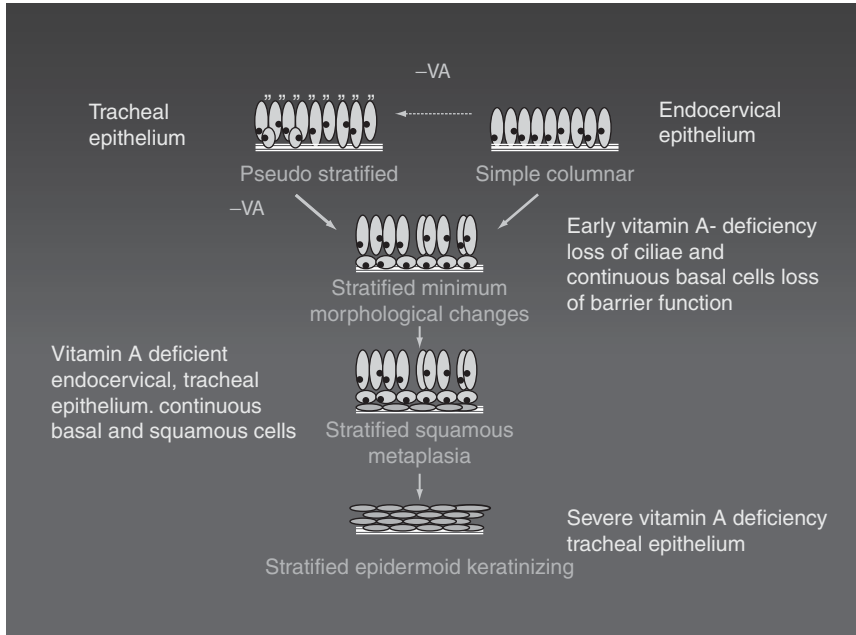 –VA
Tracheal
epithelium
Endocervical
epithelium
Pseudo stratified
Simple columnar
–VA
Early vitamin A- deficiency
loss of ciliae and
continuous basal cells loss
of barrier function
Stratified minimum
morphological changes
Vitamin A deficient
endocervical, tracheal
epithelium. continuous
basal and squamous cells
Stratified squamous
metaplasia
Severe vitamin A deficiency
tracheal epithelium
Stratified epidermoid keratinizing